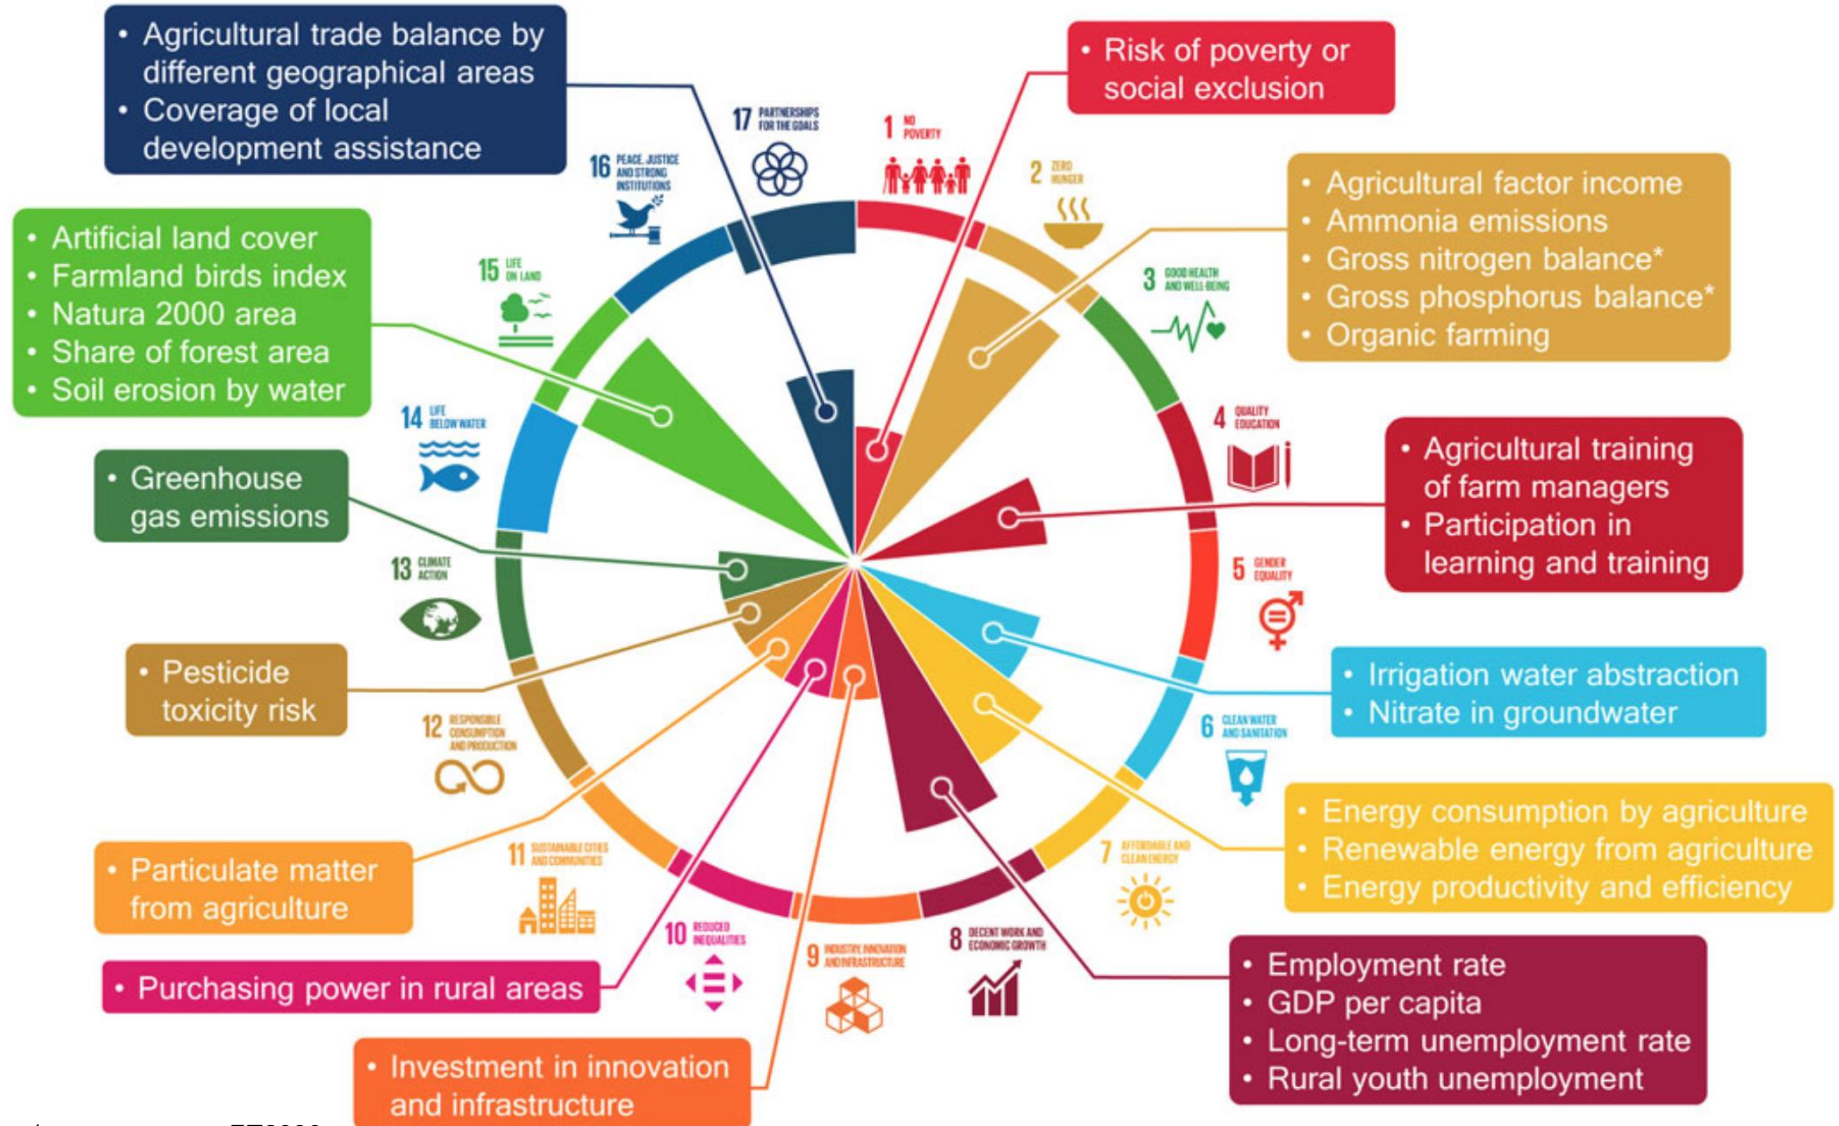 • Agricultural trade balance by
different geographical areas
• Coverage of local
development assistance
• Risk of poverty or
social exclusion
17 PARTNERSHIPS
FOR THE GOALS
1 NO
POVERTY
16 PEACE, JUSTICE
AND STRONG
INSTITUTIONS
2 ZERO
HUNGER
• Agricultural factor income
• Ammonia emissions
• Gross nitrogen balance*
• Gross phosphorus balance*
• Organic farming
• Artificial land cover
• Farmland birds index
• Natura 2000 area
• Share of forest area
• Soil erosion by water
15 LIFE
ON LAND
3 GOOD HEALTH
AND WELL-BEING
14 LIFE
BELOW WATER
4 QUALITY
EDUCATION
• Agricultural training
of farm managers
• Participation in
learning and training
• Greenhouse
gas emissions
13 CLIMATE
ACTION
5 GENDER
EQUALITY
• Pesticide
toxicity risk
• Irrigation water abstraction
• Nitrate in groundwater
12 RESPONSIBLE
CONSUMPTION
AND PRODUCTION
6 CLEAN WATER
AND SANITATION
• Energy consumption by agriculture
• Renewable energy from agriculture
• Energy productivity and efficiency
• Particulate matter
from agriculture
11 SUSTAINABLE CITIES
AND COMMUNITIES
7 AFFORDABLE AND
CLEAN ENERGY
10 REDUCED
INEQUALITIES
9 INDUSTRY, INNOVATION
AND INFRASTRUCTURE
8 DECENT WORK AND
ECONOMIC GROWTH
• Purchasing power in rural areas
• Employment rate
• GDP per capita
• Long-term unemployment rate
• Rural youth unemployment
• Investment in innovation
and infrastructure